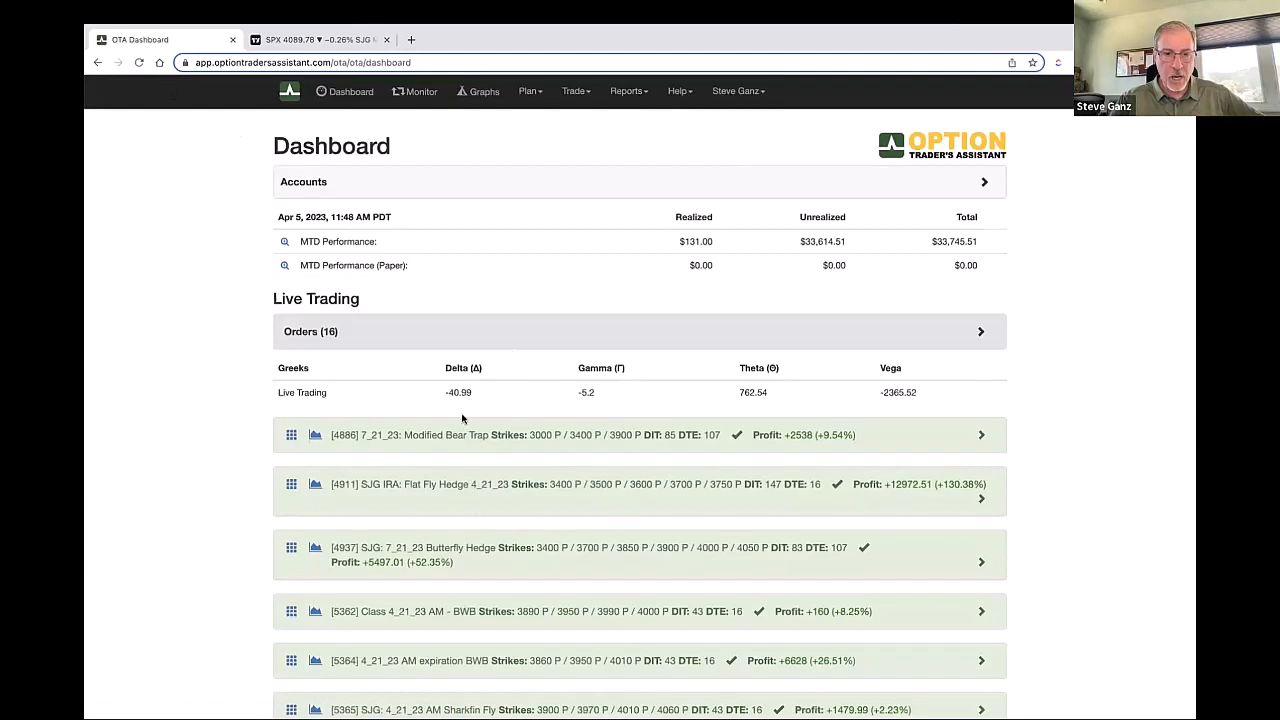 OTA Dashboard
SPX 4089.78 ▼ −0.26% SJG
app.optiontradersassistant.com/ota/ota/dashboard
Steve Ganz
Dashboard Monitor Graphs Plan Trade Reports Help Steve Ganz
Dashboard
OPTION
TRADER'S ASSISTANT
Accounts
Apr 5, 2023, 11:48 AM PDT Realized Unrealized Total
MTD Performance: $131.00 $33,614.51 $33,745.51
MTD Performance (Paper): $0.00 $0.00 $0.00
Live Trading
Orders (16)
Greeks Delta (Δ) Gamma (Γ) Theta (Θ) Vega
Live Trading -40.99 -5.2 762.54 -2365.52
[4886] 7_21_23: Modified Bear Trap Strikes: 3000 P / 3400 P / 3900 P DIT: 85 DTE: 107 ✔ Profit: +2538 (+9.54%)
[4911] SJG IRA: Flat Fly Hedge 4_21_23 Strikes: 3400 P / 3500 P / 3600 P / 3700 P / 3750 P DIT: 147 DTE: 16 ✔ Profit: +12972.51 (+130.38%)
[4937] SJG: 7_21_23 Butterfly Hedge Strikes: 3400 P / 3700 P / 3850 P / 3900 P / 4000 P / 4050 P DIT: 83 DTE: 107 ✔
Profit: +5497.01 (+52.35%)
[5362] Class 4_21_23 AM - BWB Strikes: 3890 P / 3950 P / 3990 P / 4000 P DIT: 43 DTE: 16 ✔ Profit: +160 (+8.25%)
[5364] 4_21_23 AM expiration BWB Strikes: 3860 P / 3950 P / 4010 P DIT: 43 DTE: 16 ✔ Profit: +6628 (+26.51%)
[5365] SJG: 4_21_23 AM Sharkfin Fly Strikes: 3900 P / 3970 P / 4010 P / 4060 P DIT: 43 DTE: 16 ✔ Profit: +1479.99 (+2.23%)